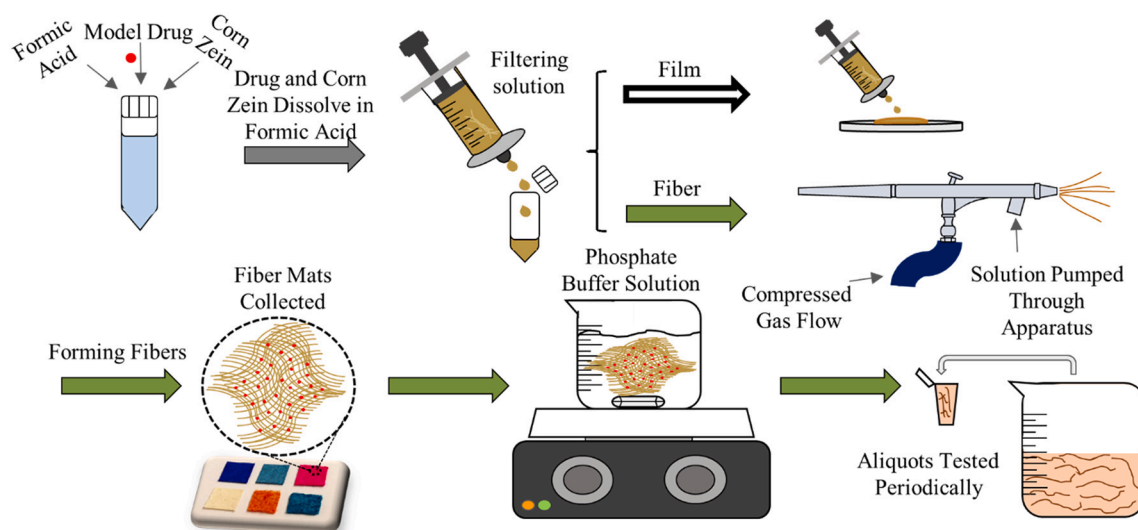 Formic
Acid
Model Drug
Corn
Zein
Drug and Corn
Zein Dissolve in
Formic Acid
Filtering
solution
Film
Fiber
Compressed
Gas Flow
Solution Pumped
Through
Apparatus
Forming Fibers
Fiber Mats
Collected
Phosphate
Buffer Solution
Aliquots Tested
Periodically